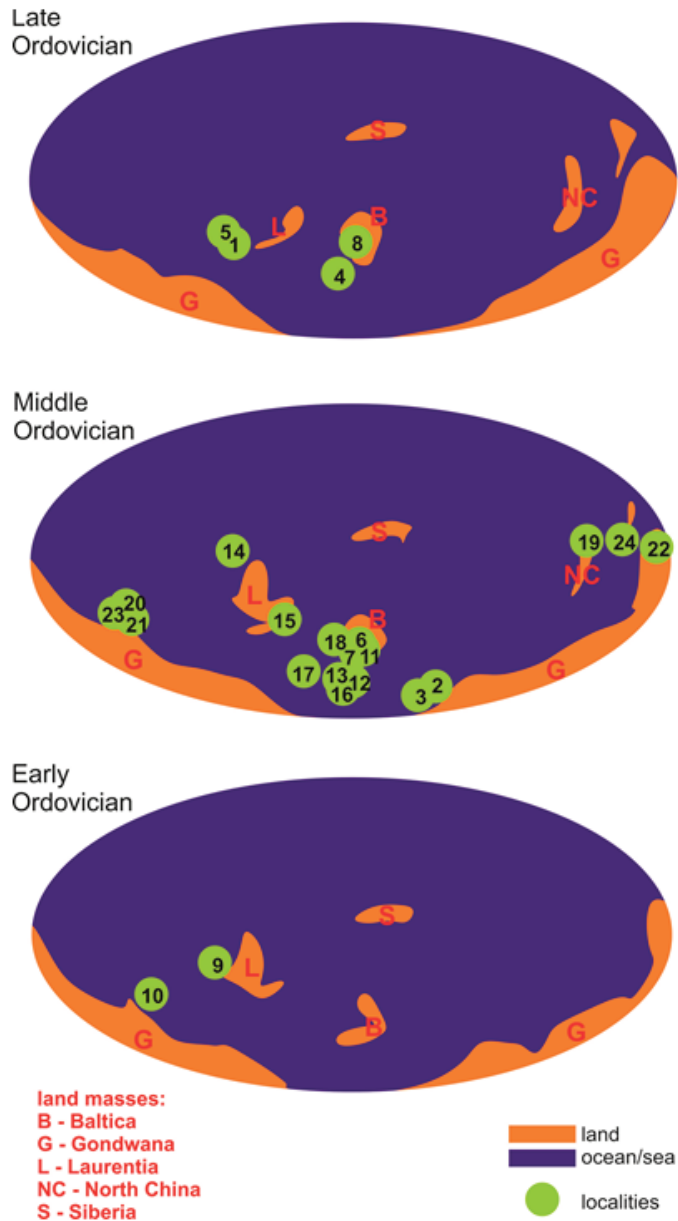 Late
Ordovician
S
NC
B
L
5
1
8
4
G
G
Middle
Ordovician
S
14
19
24
22
NC
L
20
23
21
15
B
18
6
7
11
G
17
13
12
16
3
2
G
Early
Ordovician
S
9
L
10
B
G
G
land masses:
B - Baltica
G - Gondwana
L - Laurentia
NC - North China
S - Siberia
land
ocean/sea
localities